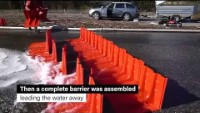 Then a complete barrier was assembled
leading the water away